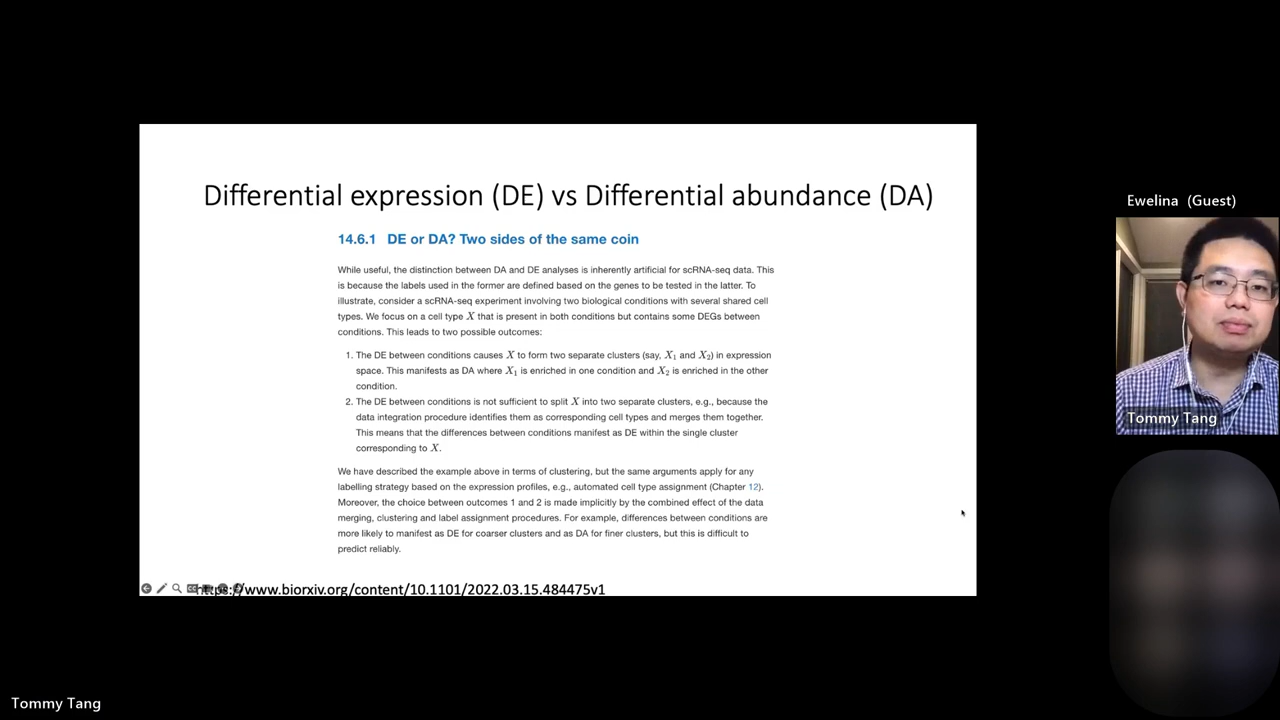 Differential expression (DE) vs Differential abundance (DA)
14.6.1 DE or DA? Two sides of the same coin
While useful, the distinction between DA and DE analyses is inherently artificial for scRNA-seq data. This
is because the labels used in the former are defined based on the genes to be tested in the latter. To
illustrate, consider a scRNA-seq experiment involving two biological conditions with several shared cell
types. We focus on a cell type X that is present in both conditions but contains some DEGs between
conditions. This leads to two possible outcomes:
1. The DE between conditions causes X to form two separate clusters (say, X₁ and X₂) in expression
space. This manifests as DA where X₁ is enriched in one condition and X₂ is enriched in the other
condition.
2. The DE between conditions is not sufficient to split X into two separate clusters, e.g., because the
data integration procedure identifies them as corresponding cell types and merges them together.
This means that the differences between conditions manifest as DE within the single cluster
corresponding to X.
We have described the example above in terms of clustering, but the same arguments apply for any
labelling strategy based on the expression profiles, e.g., automated cell type assignment (Chapter 12).
Moreover, the choice between outcomes 1 and 2 is made implicitly by the combined effect of the data
merging, clustering and label assignment procedures. For example, differences between conditions are
more likely to manifest as DE for coarser clusters and as DA for finer clusters, but this is difficult to
predict reliably.
https://www.biorxiv.org/content/10.1101/2022.03.15.484475v1
Ewelina (Guest)
Tommy Tang
Tommy Tang